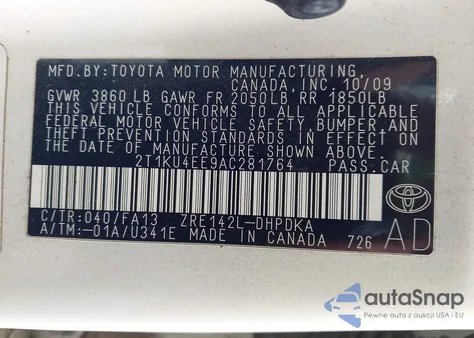 MFD.BY:TOYOTA MOTOR MANUFACTURING,
CANADA,INC. 10/09
GVWR 3860LB GAWR FR 2050LB RR 1850LB
THIS VEHICLE CONFORMS TO ALL APPLICABLE
FEDERAL MOTOR VEHICLE SAFETY,BUMPER,AND
THEFT PREVENTION STANDARDS IN EFFECT ON
THE DATE OF MANUFACTURE SHOWN ABOVE.
2T1KU4EE9AC281764 PASS.CAR
C/TR:040/FA13 ZRE142L-DHPDKA
A/TM:-01A/U341E MADE IN CANADA 726 AD
autoSnap
Pewne auta z aukcji USA i EU